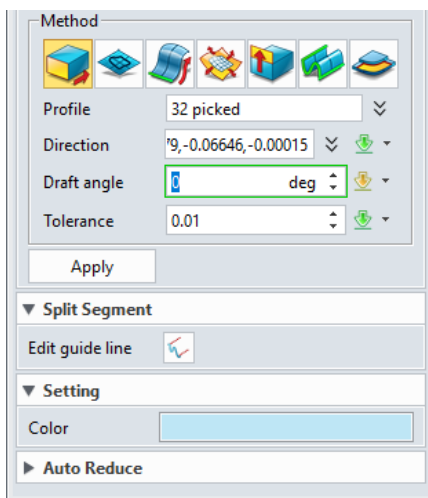 Method
Profile 32 picked
Direction 79,-0.06646,-0.00015
Draft angle 0 deg
Tolerance 0.01
Apply
Split Segment
Edit guide line
Setting
Color
Auto Reduce